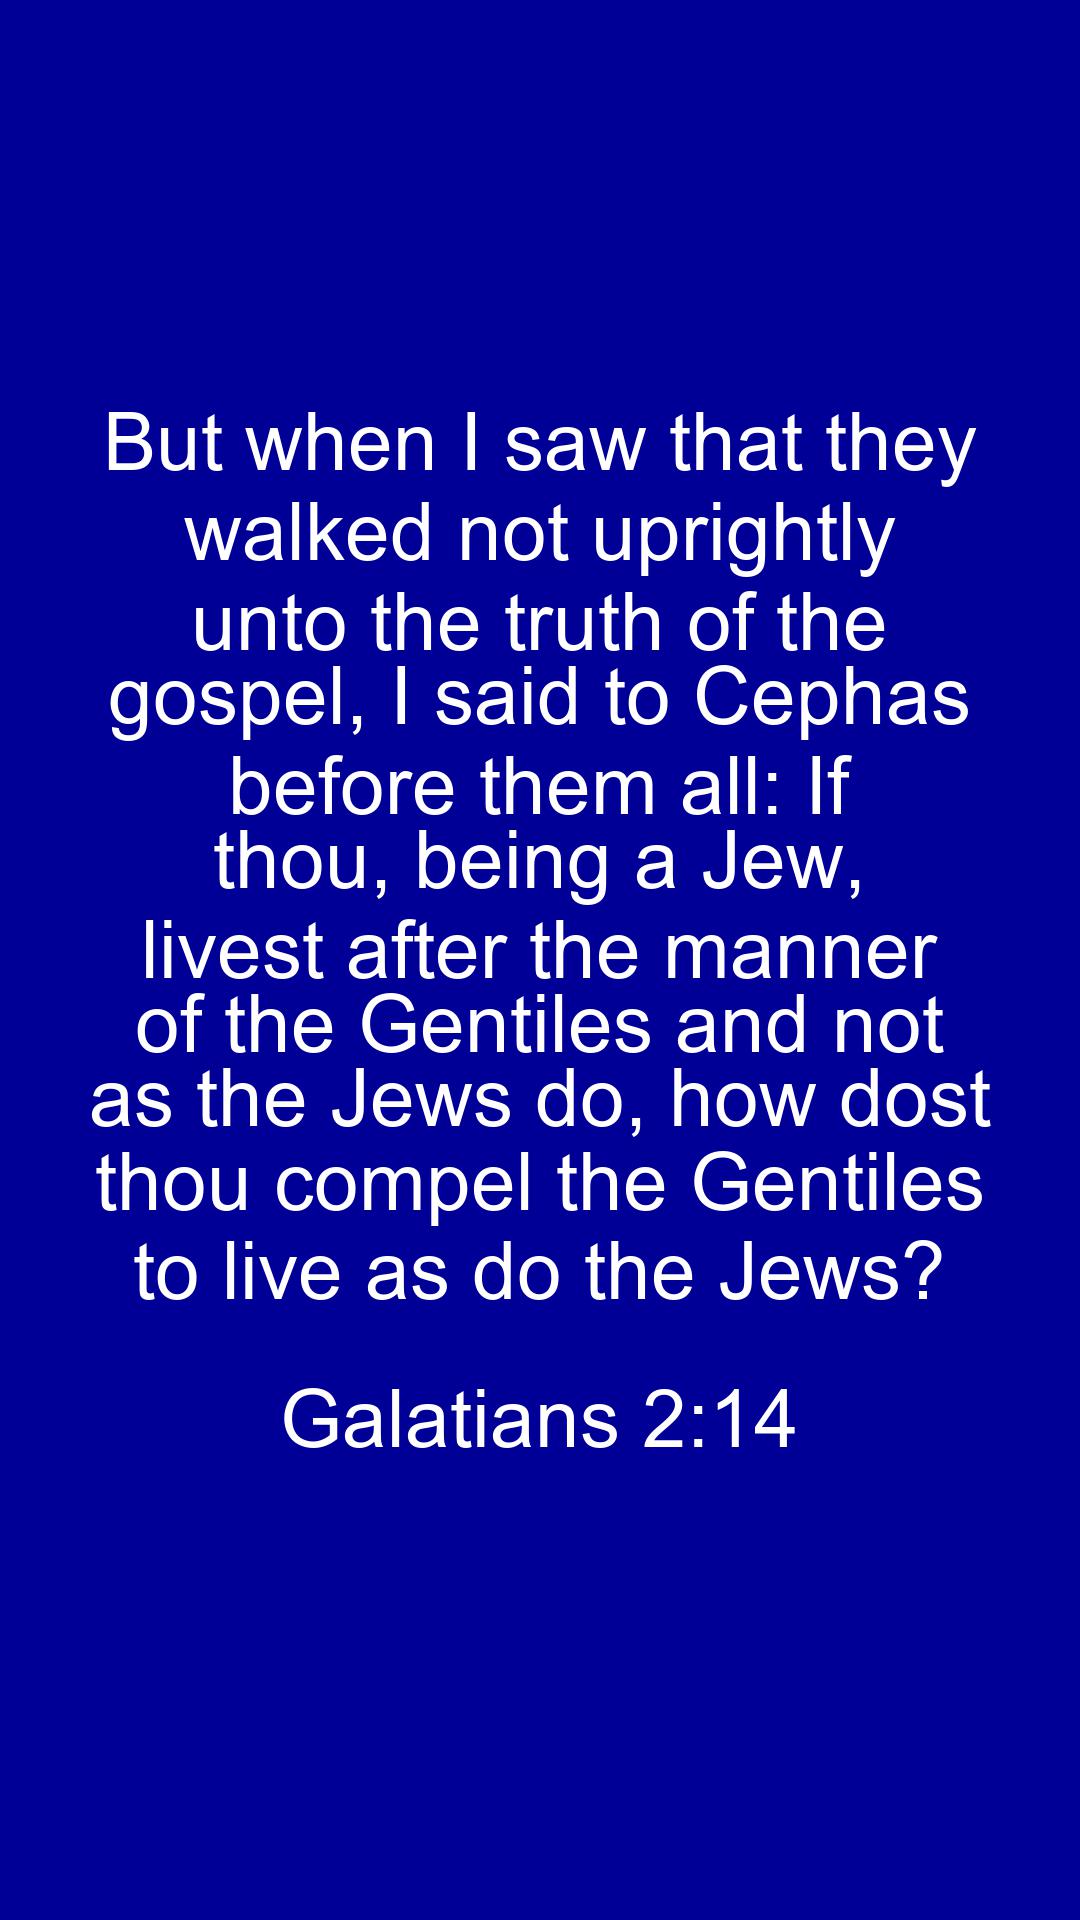 But when I saw that they
walked not uprightly
unto the truth of the
gospel, I said to Cephas
before them all: If
thou, being a Jew,
livest after the manner
of the Gentiles and not
as the Jews do, how dost
thou compel the Gentiles
to live as do the Jews?
Galatians 2:14